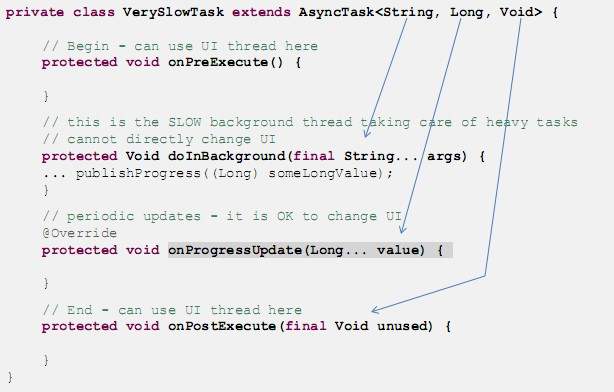 private class VerySlowTask extends AsyncTask<String, Long, Void> {
// Begin - can use UI thread here
protected void onPreExecute() {
}
// this is the SLOW background thread taking care of heavy tasks
// cannot directly change UI
protected Void doInBackground(final String... args) {
... publishProgress((Long) someLongValue);
}
// periodic updates - it is OK to change UI
@Override
protected void onProgressUpdate(Long... value) {
}
// End - can use UI thread here
protected void onPostExecute(final Void unused) {
}
}